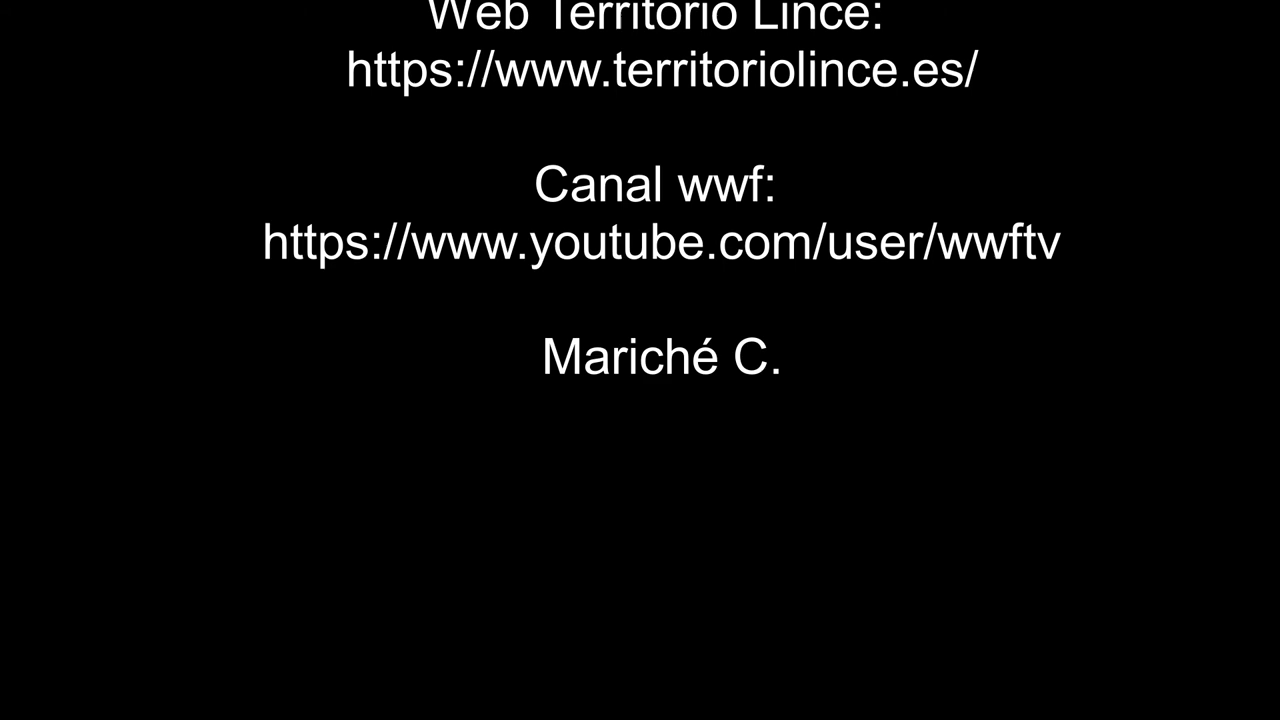 Web Territorio Lince:
https://www.territoriolince.es/
Canal wwf:
https://www.youtube.com/user/wwftv
Mariché C.